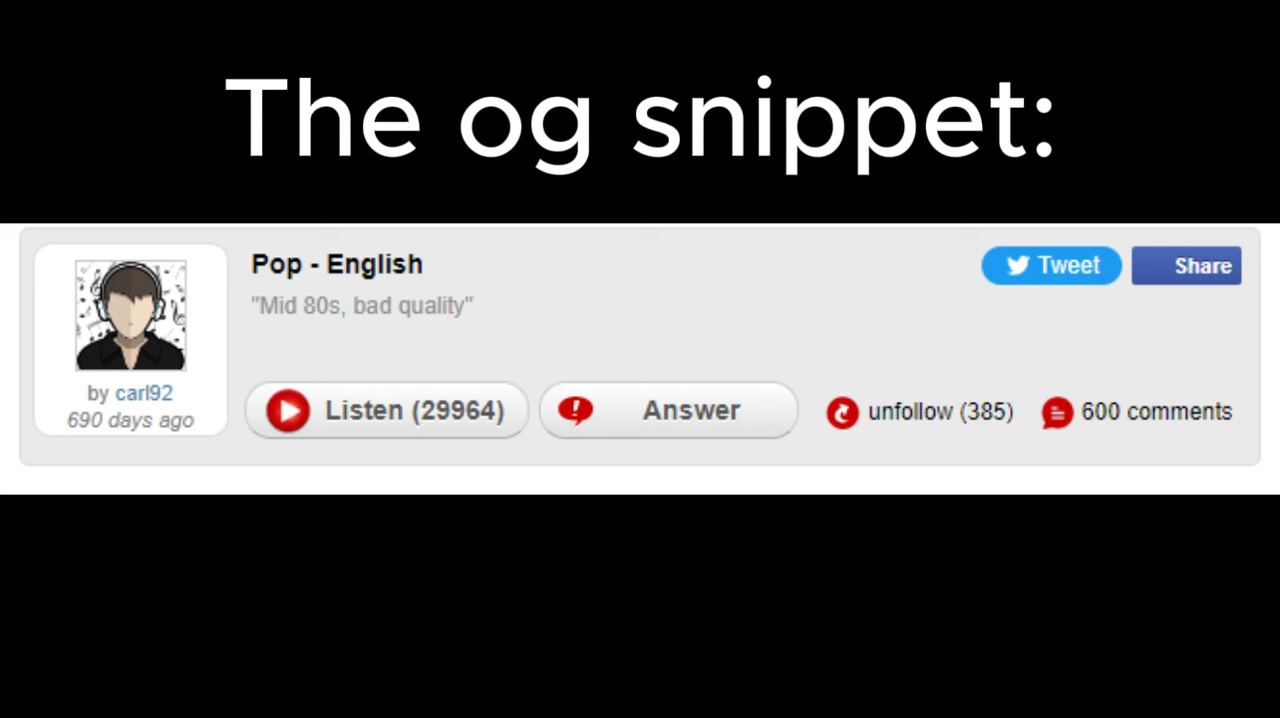 The og snippet:
Pop - English
Tweet
Share
"Mid 80s, bad quality"
by carl92
690 days ago
Listen (29964)
Answer
unfollow (385)
600 comments